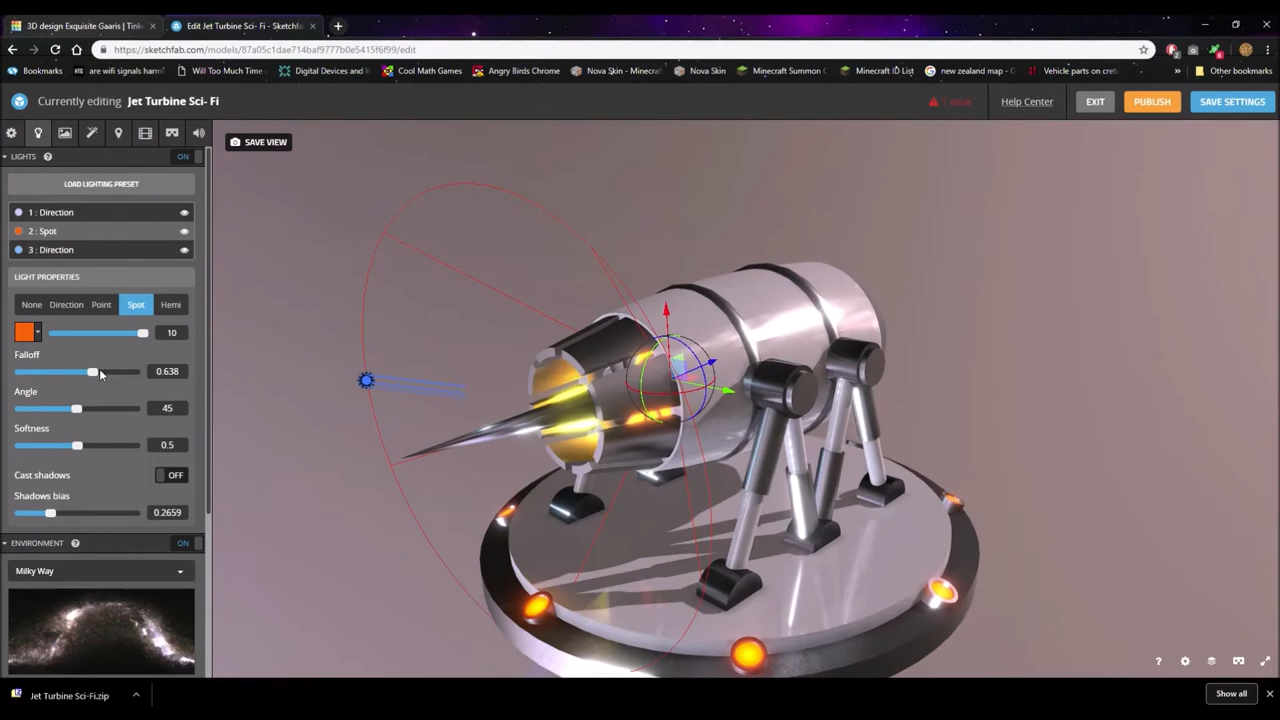 3D design Exquisite Gaaris | Tink
Edit Jet Turbine Sci- Fi - Sketchfab
https://sketchfab.com/models/87a05c1dae714baf9777b0e5415f6f99/edit
Bookmarks
are wifi signals harm
Will Too Much Time
Digital Devices and
Cool Math Games
Angry Birds Chrome
Nova Skin - Minecraf
Nova Skin
Minecraft Summon C
Minecraft ID List
new zealand map - G
Vehicle parts on cret
»
Other bookmarks
Currently editing Jet Turbine Sci- Fi
1 issue
Help Center
EXIT
PUBLISH
SAVE SETTINGS
LIGHTS ? ON
SAVE VIEW
LOAD LIGHTING PRESET
1 : Direction
2 : Spot
3 : Direction
LIGHT PROPERTIES
None Direction Point Spot Hemi
10
Falloff
0.638
Angle
45
Softness
0.5
Cast shadows OFF
Shadows bias
0.2659
ENVIRONMENT ? ON
Milky Way
?
Jet Turbine Sci-Fi.zip
Show all